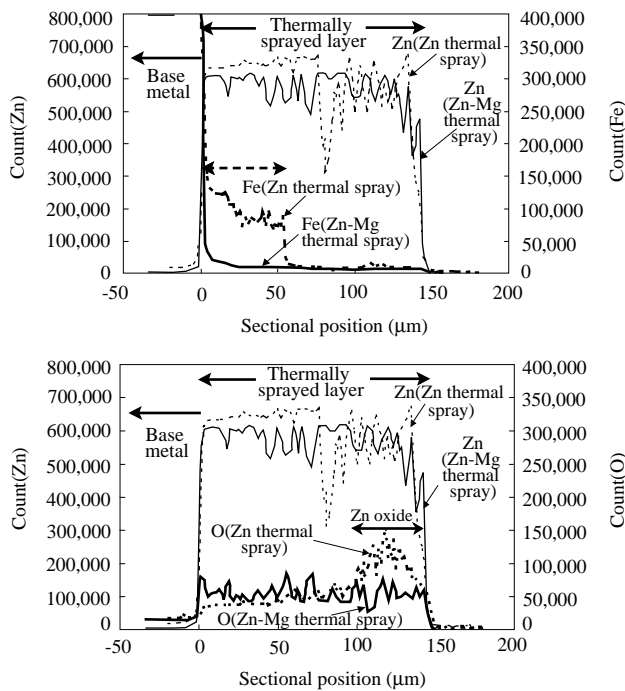 800,000
700,000
600,000
500,000
400,000
300,000
200,000
100,000
0
Count(Zn)
Thermally
sprayed layer
Base
metal
Zn(Zn thermal
spray)
Zn
(Zn-Mg
thermal
spray)
Fe(Zn thermal spray)
Fe(Zn-Mg
thermal spray)
400,000
350,000
300,000
250,000
200,000
150,000
100,000
50,000
0
Count(Fe)
-50
0
50
100
150
200
Sectional position (μm)
800,000
700,000
600,000
500,000
400,000
300,000
200,000
100,000
0
Count(Zn)
Thermally
sprayed layer
Base
metal
Zn(Zn thermal
spray)
Zn
(Zn-Mg
thermal
spray)
Zn oxide
O(Zn thermal
spray)
O(Zn-Mg thermal spray)
400,000
350,000
300,000
250,000
200,000
150,000
100,000
50,000
0
Count(O)
-50
0
50
100
150
200
Sectional position (μm)